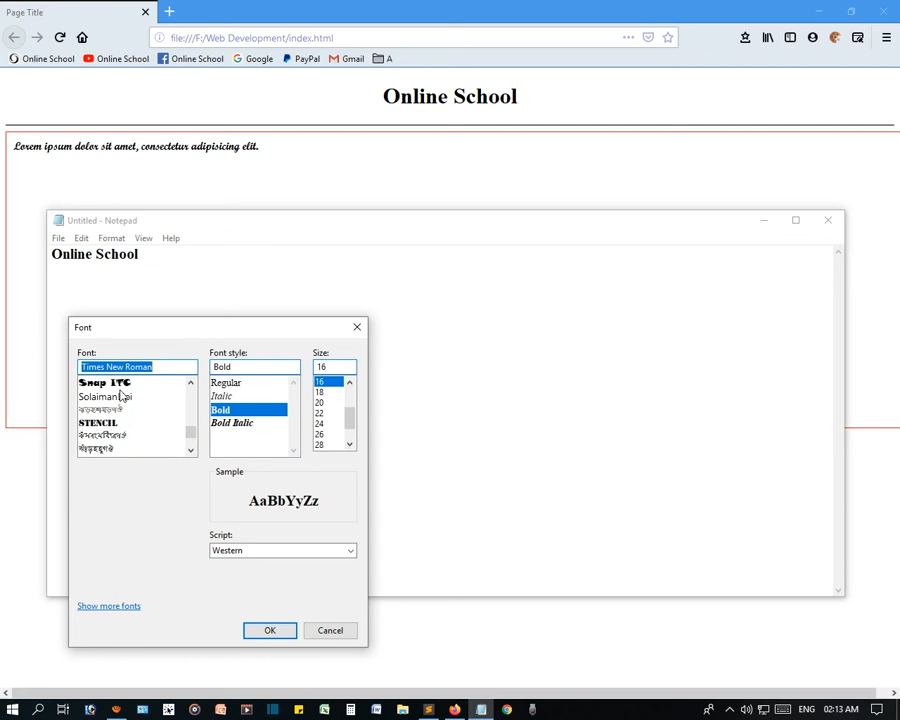 Page Title
file:///F:/Web Development/index.html
Online School
Online School
Online School
Google
PayPal
Gmail
A
Online School
Lorem ipsum dolor sit amet, consectetur adipisicing elit.
Untitled - Notepad
File Edit Format View Help
Online School
Font
Font:
Font style:
Size:
Times New Roman
Bold
16
Snap ITC
STENCIL
Regular
Italic
Bold
Bold Italic
16
18
20
22
24
26
28
Sample
AaBbYyZz
Script:
Western
Show more fonts
OK
Cancel
ENG
02:13 AM